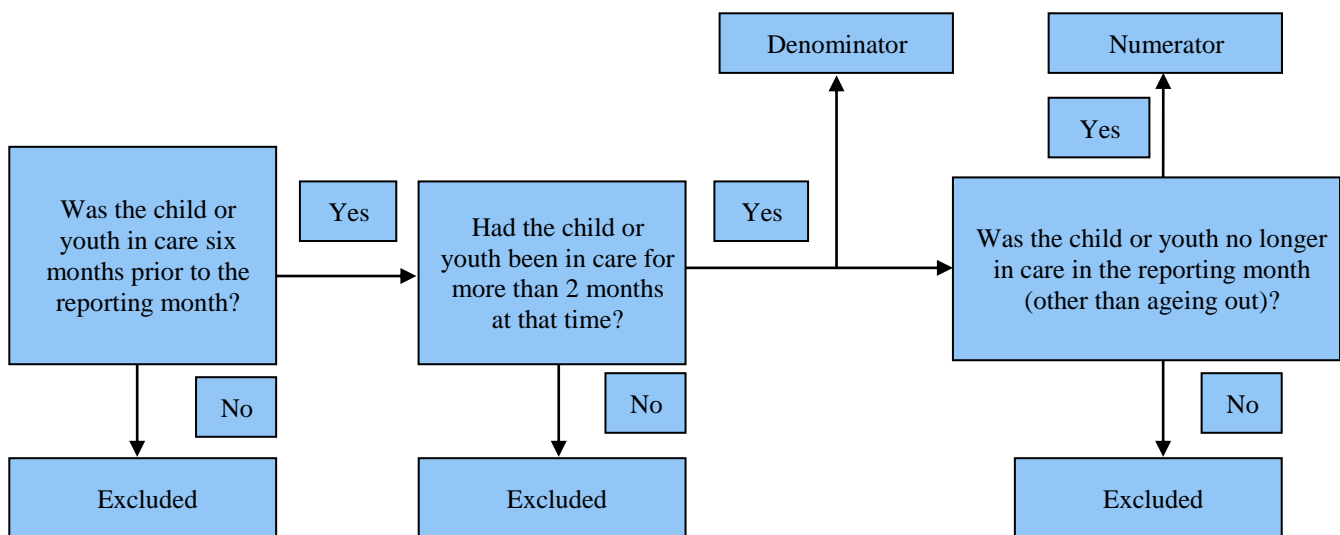 Denominator
Numerator
Yes
Was the child or
youth in care six
months prior to the
reporting month?
Yes
Had the child or
youth been in care for
more than 2 months
at that time?
Yes
Was the child or youth no longer
in care in the reporting month
(other than ageing out)?
No
No
No
Excluded
Excluded
Excluded